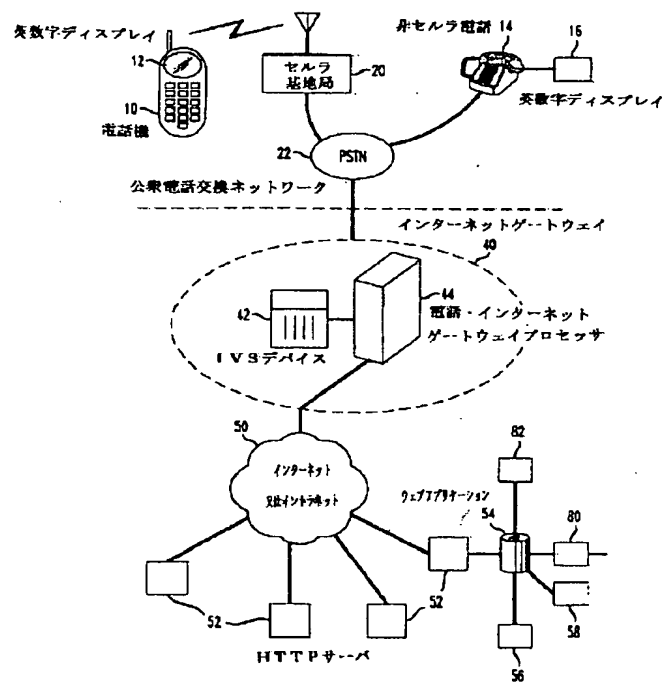 英数字ディスプレイ
12
10
電話機
セルラ
基地局
20
非セルラ電話
14
16
英数字ディスプレイ
22
PSTN
公衆電話交換ネットワーク
インターネットゲートウェイ
40
42
IVSデバイス
44
電話・インターネット
ゲートウェイプロセッサ
50
インターネット
又はイントラネット
ウェブアプリケーション
82
54
80
52
58
56
52
52
HTTPサーバ